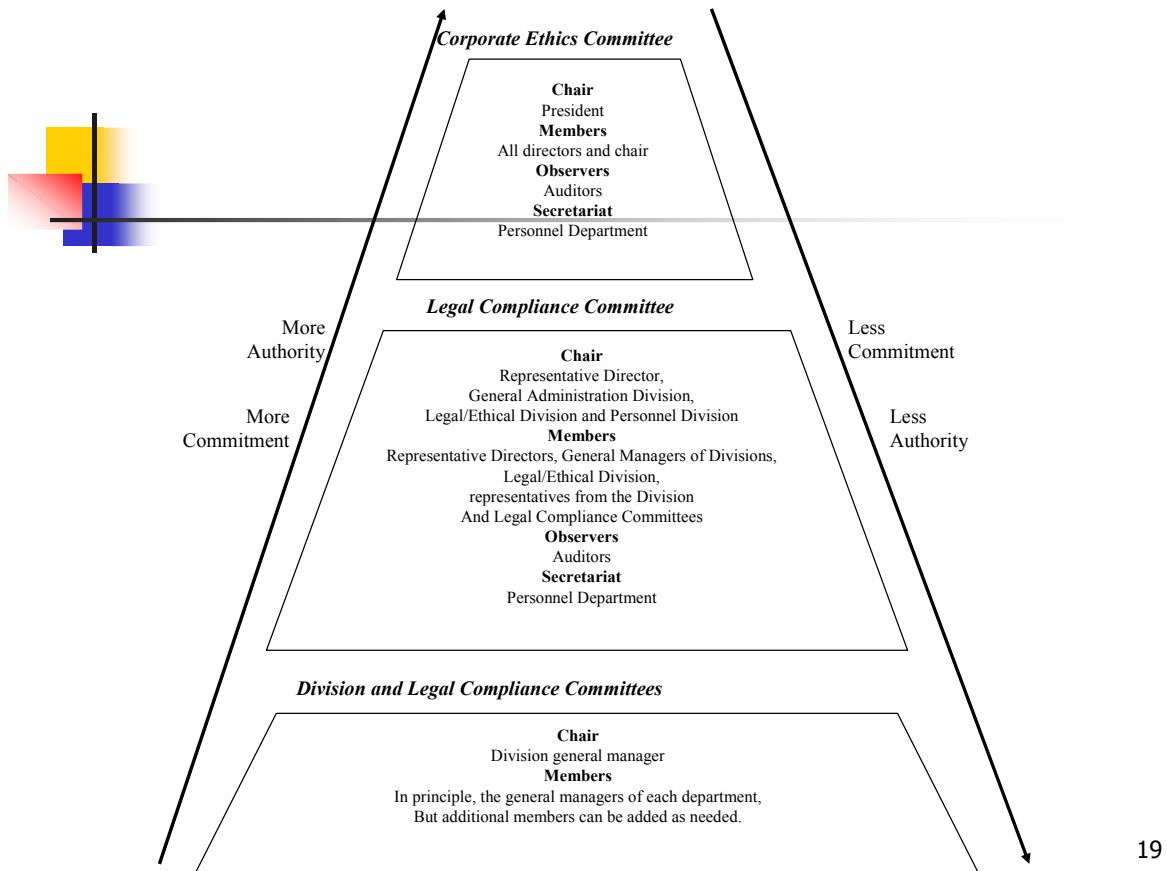 Corporate Ethics Committee
Chair
President
Members
All directors and chair
Observers
Auditors
Secretariat
Personnel Department
Legal Compliance Committee
More
Authority
Less
Commitment
Chair
Representative Director,
General Administration Division,
Legal/Ethical Division and Personnel Division
Members
Representative Directors, General Managers of Divisions,
Legal/Ethical Division,
representatives from the Division
And Legal Compliance Committees
Observers
Auditors
Secretariat
Personnel Department
More
Commitment
Less
Authority
Division and Legal Compliance Committees
Chair
Division general manager
Members
In principle, the general managers of each department,
But additional members can be added as needed.
19